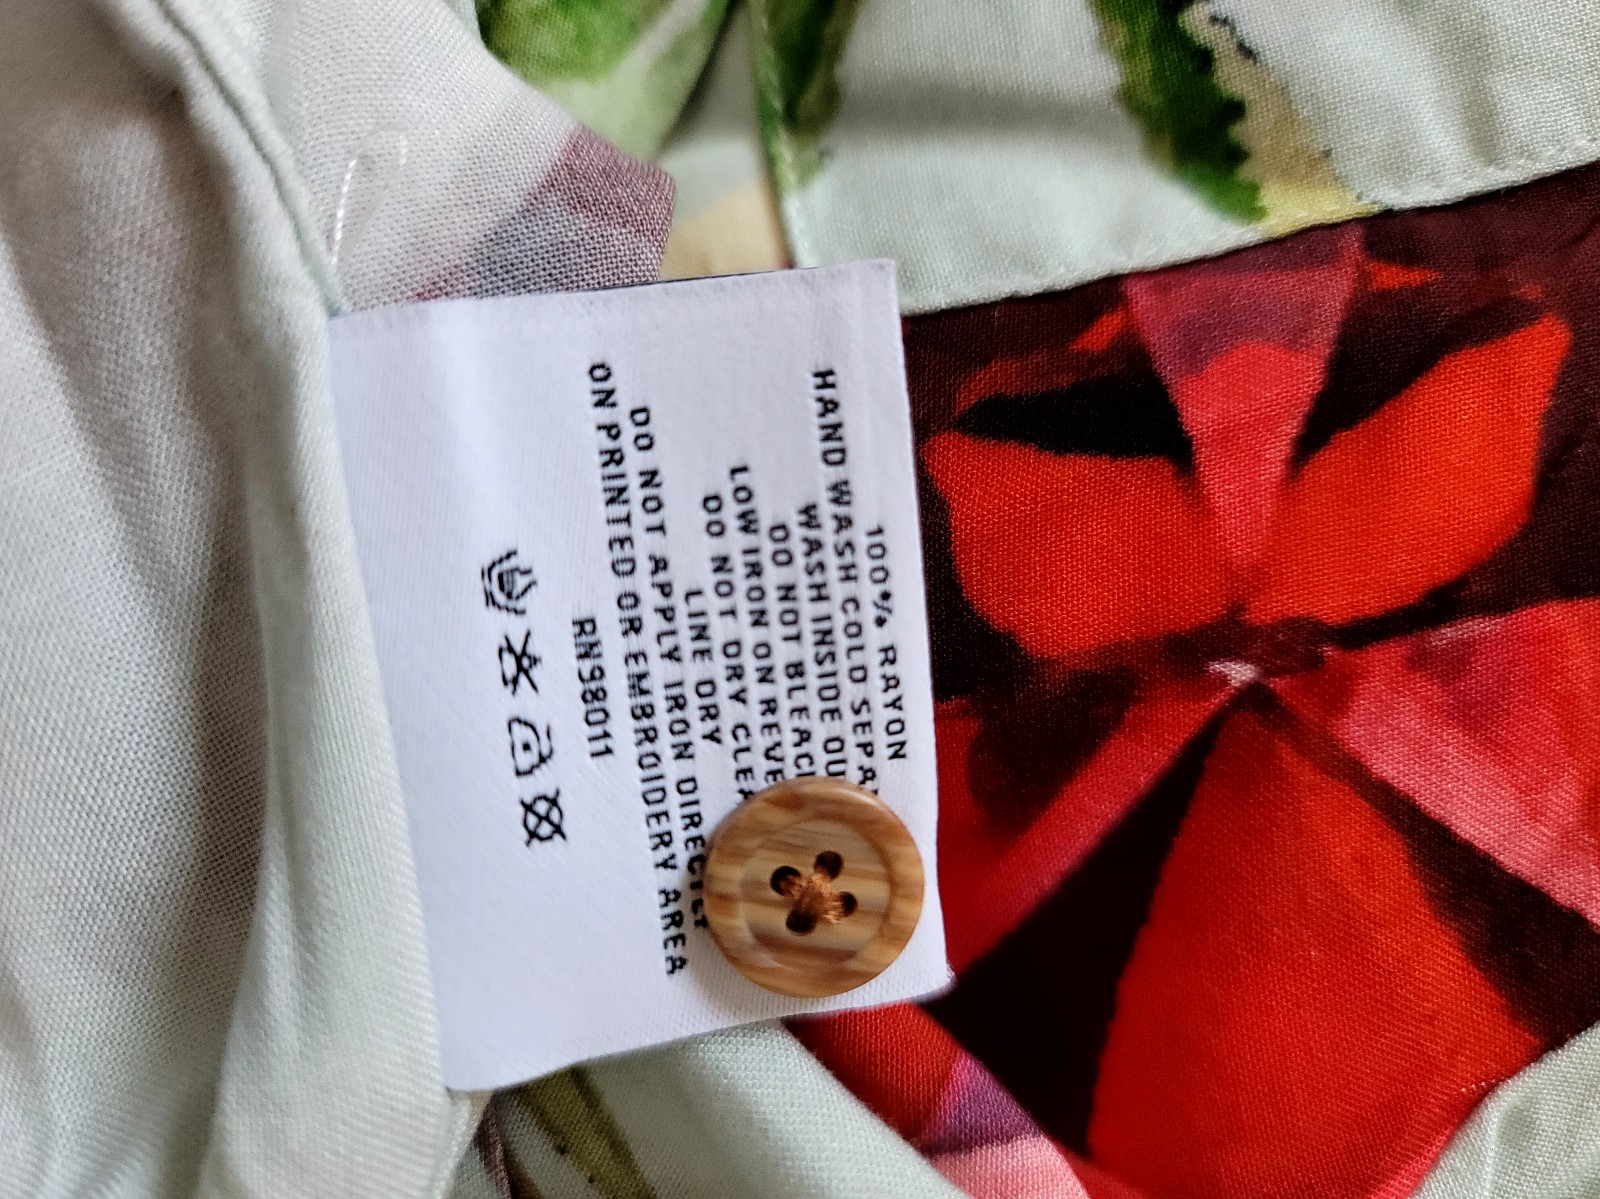 100% RAYON
HAND WASH COLD SEPA
WASH INSIDE OU
DO NOT BLEAC
LOW IRON ON REVE
DO NOT DRY CLEA
LINE DRY
DO NOT APPLY IRON DIRECTLY
ON PRINTED OR EMBROIDERY AREA
RN98011